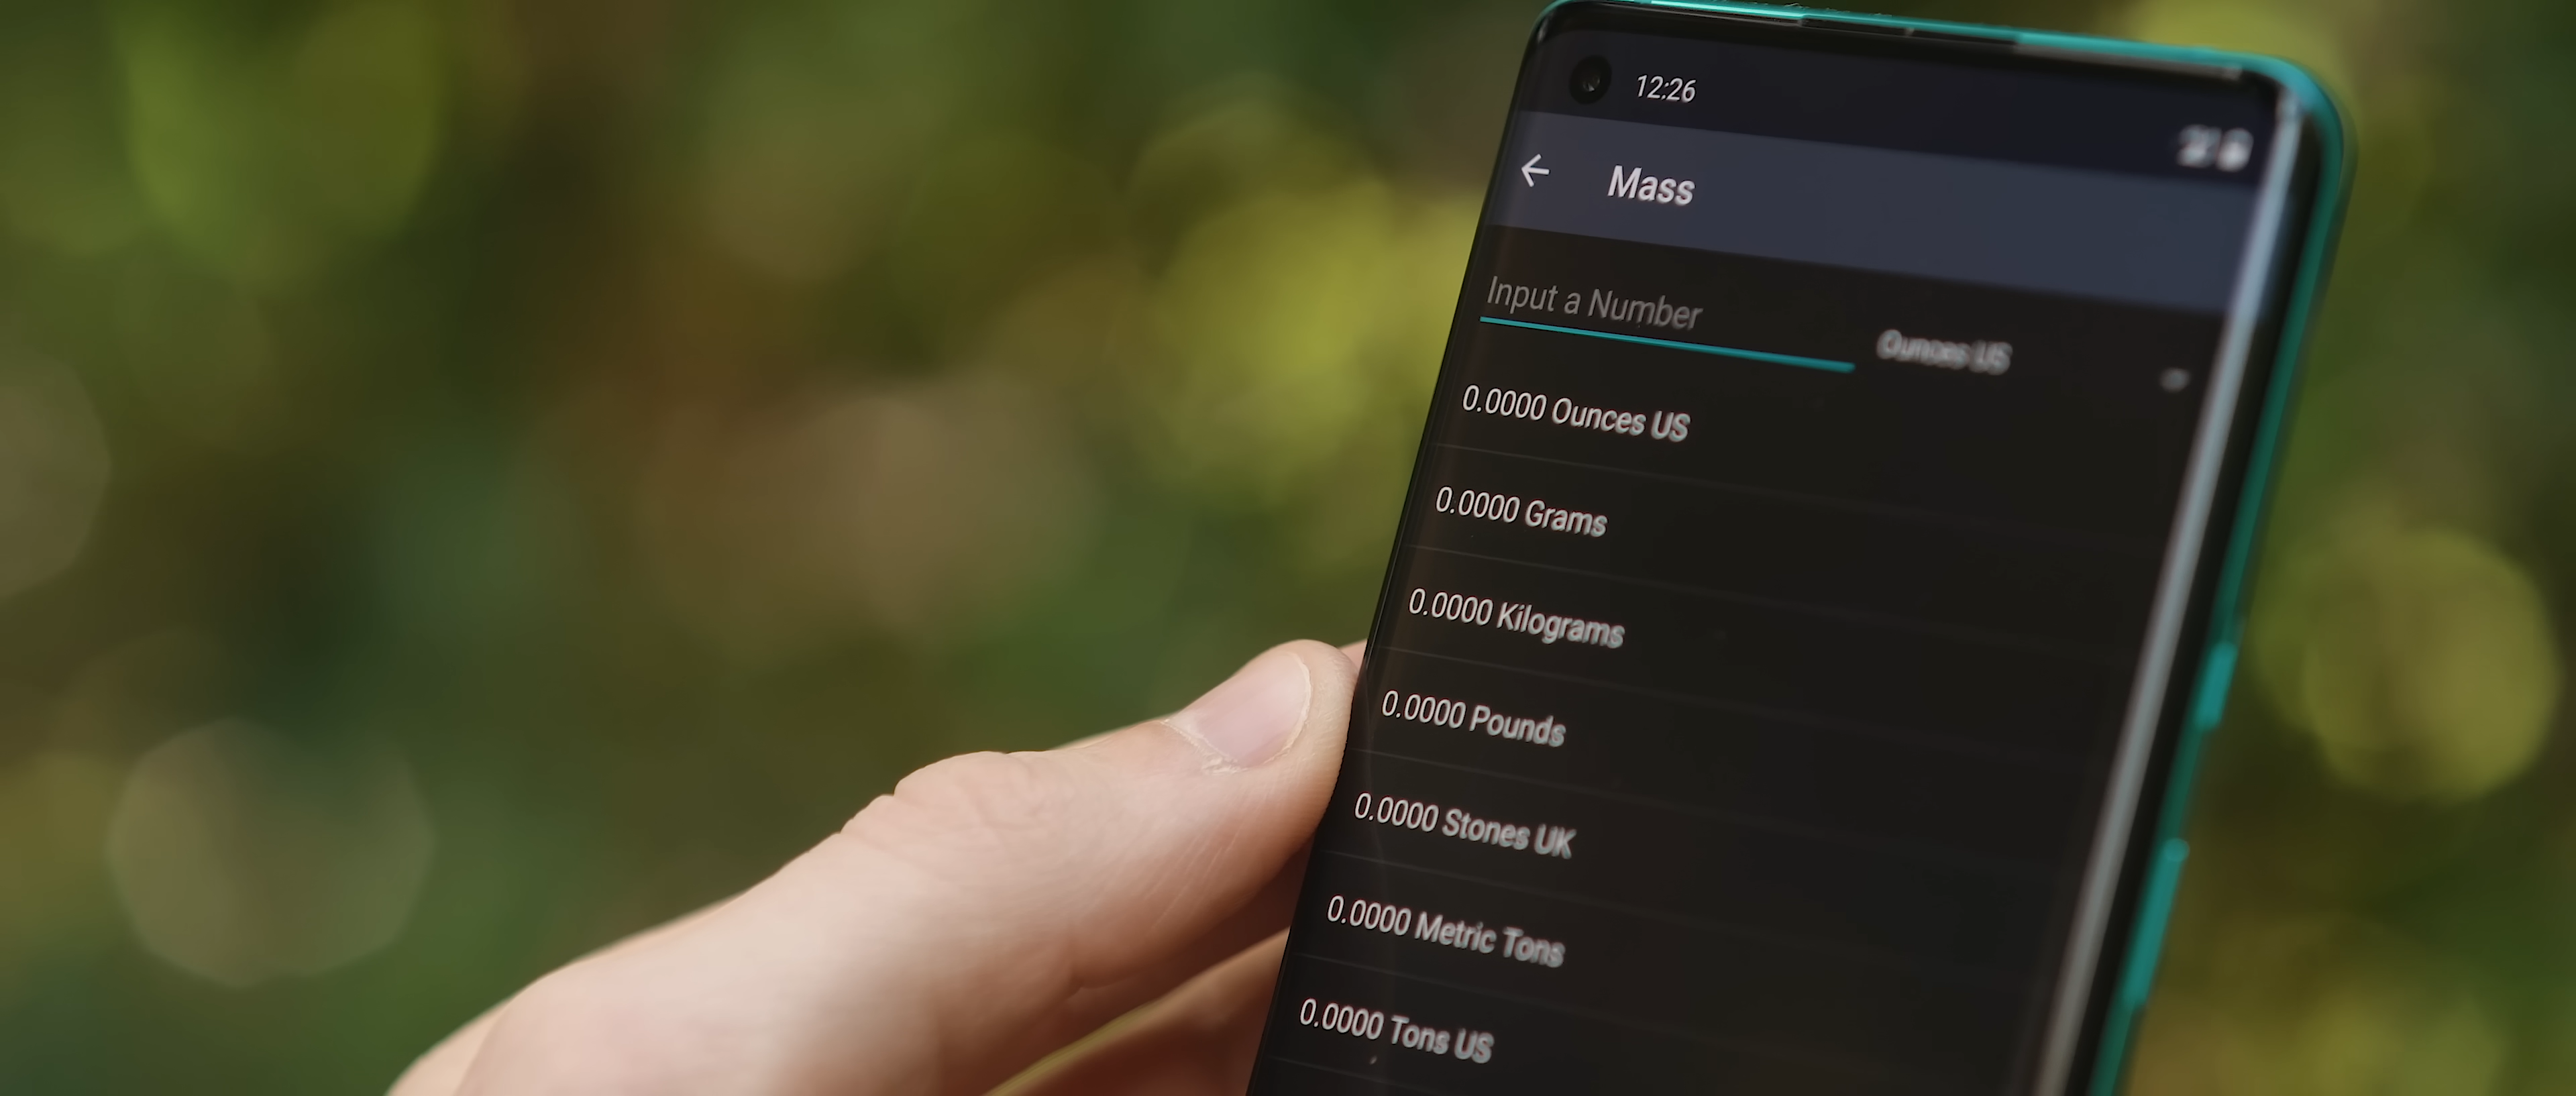 12:26
Mass
Input a Number
Ounces US
0.0000 Ounces US
0.0000 Grams
0.0000 Kilograms
0.0000 Pounds
0.0000 Stones UK
0.0000 Metric Tons
0.0000 Tons US